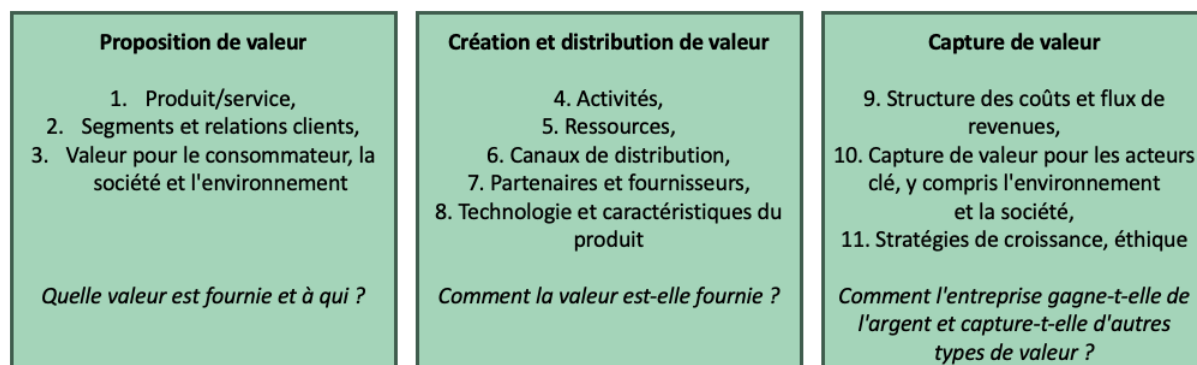 Proposition de valeur
1. Produit/service,
2. Segments et relations clients,
3. Valeur pour le consommateur, la
société et l'environnement
Quelle valeur est fournie et à qui ?
Création et distribution de valeur
4. Activités,
5. Ressources,
6. Canaux de distribution,
7. Partenaires et fournisseurs,
8. Technologie et caractéristiques du
produit
Comment la valeur est-elle fournie ?
Capture de valeur
9. Structure des coûts et flux de
revenues,
10. Capture de valeur pour les acteurs
clé, y compris l'environnement
et la société,
11. Stratégies de croissance, éthique
Comment l'entreprise gagne-t-elle de
l'argent et capture-t-elle d'autres
types de valeur ?